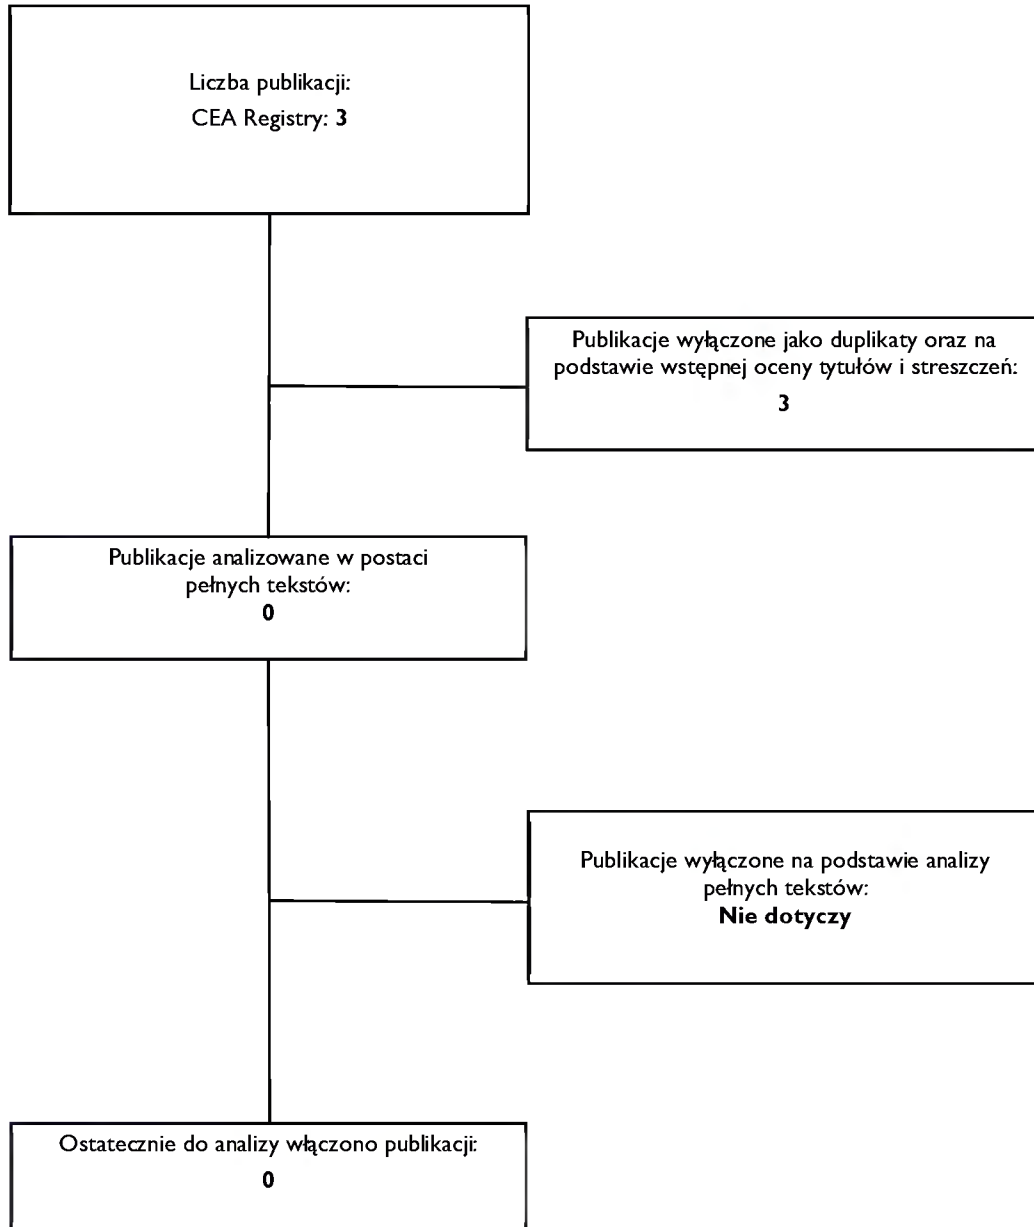 Liczba publikacji:
CEA Registry: 3
Publikacje wyłączone jako duplikaty oraz na
podstawie wstępnej oceny tytułów i streszczeń:
3
Publikacje analizowane w postaci
pełnych tekstów:
0
Publikacje wyłączone na podstawie analizy
pełnych tekstów:
Nie dotyczy
Ostatecznie do analizy włączono publikacji:
0